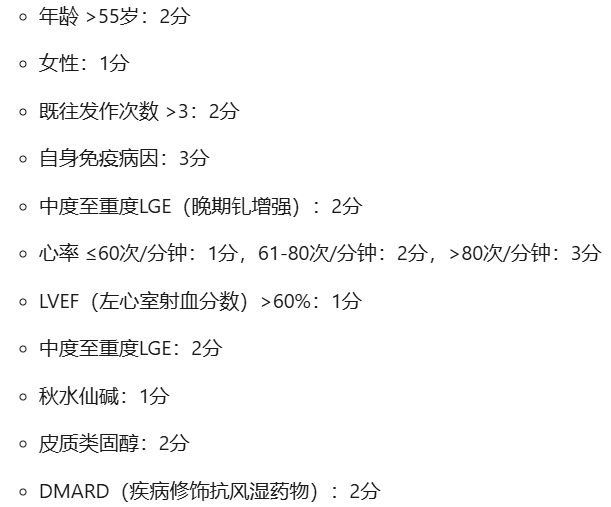 年龄 >55岁：2分
女性：1分
既往发作次数 >3：2分
自身免疫病因：3分
中度至重度LGE（晚期钆增强）：2分
心率 ≤60次/分钟：1分，61-80次/分钟：2分，>80次/分钟：3分
LVEF（左心室射血分数）>60%：1分
中度至重度LGE：2分
秋水仙碱：1分
皮质类固醇：2分
DMARD（疾病修饰抗风湿药物）：2分